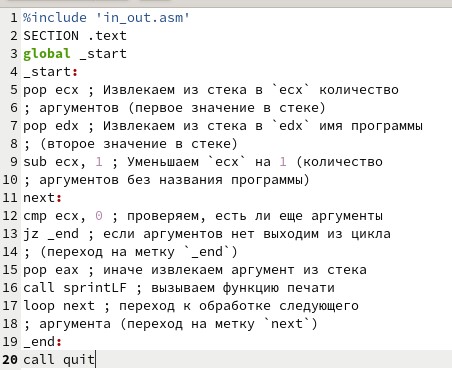 1 %include 'in_out.asm'
2 SECTION .text
3 global _start
4 _start:
5 pop ecx ; Извлекаем из стека в `ecx` количество
6 ; аргументов (первое значение в стеке)
7 pop edx ; Извлекаем из стека в `edx` имя программы
8 ; (второе значение в стеке)
9 sub ecx, 1 ; Уменьшаем `ecx` на 1 (количество
10 ; аргументов без названия программы)
11 next:
12 cmp ecx, 0 ; проверяем, есть ли еще аргументы
13 jz _end ; если аргументов нет выходим из цикла
14 ; (переход на метку `_end`)
15 pop eax ; иначе извлекаем аргумент из стека
16 call sprintLF ; вызываем функцию печати
17 loop next ; переход к обработке следующего
18 ; аргумента (переход на метку `next`)
19 _end:
20 call quit